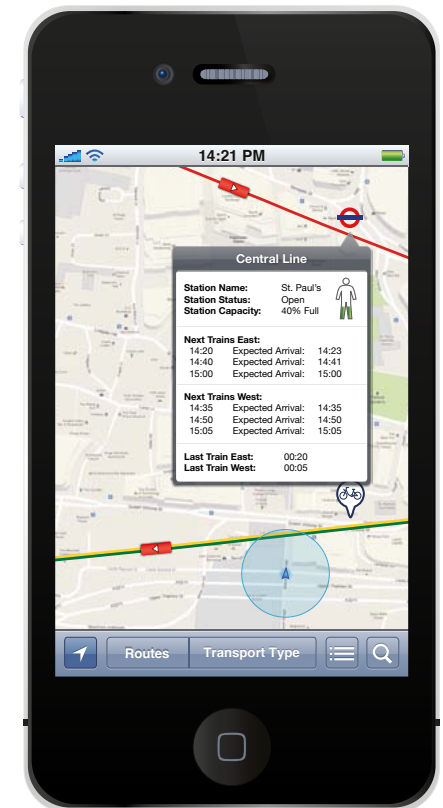 14:21 PM
Central Line
Station Name: St. Paul's
Station Status: Open
Station Capacity: 40% Full
Next Trains East:
14:20 Expected Arrival: 14:23
14:40 Expected Arrival: 14:41
15:00 Expected Arrival: 15:00
Next Trains West:
14:35 Expected Arrival: 14:35
14:50 Expected Arrival: 14:50
15:05 Expected Arrival: 15:05
Last Train East: 00:20
Last Train West: 00:05
Routes
Transport Type